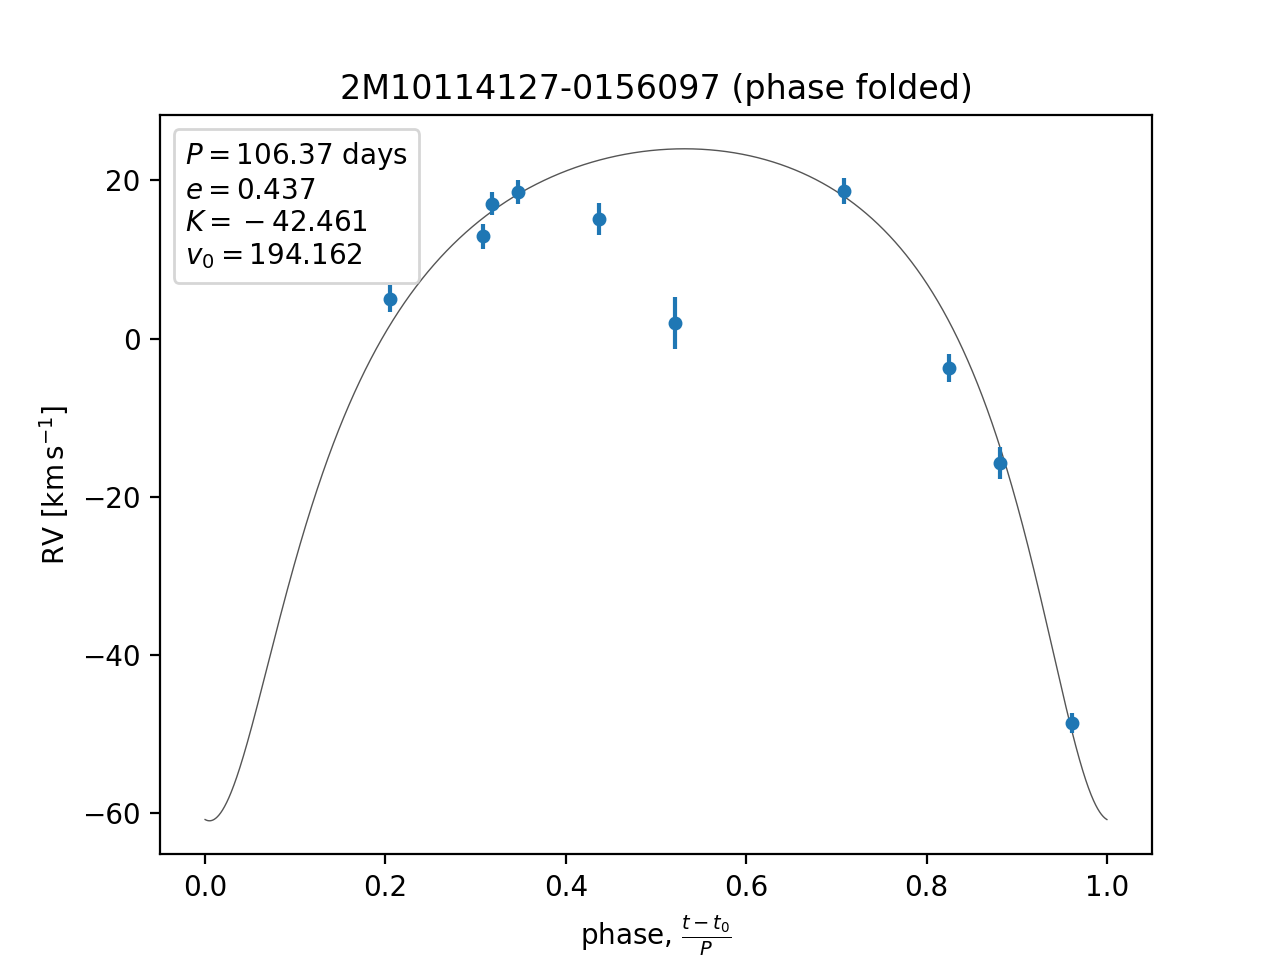 2M10114127-0156097 (phase folded)
P = 106.37 days
e = 0.437
K = − 42.461
v₀ = 194.162
20
0
−20
−40
−60
RV [km s⁻¹]
0.0 0.2 0.4 0.6 0.8 1.0
phase, (t − t₀)/P